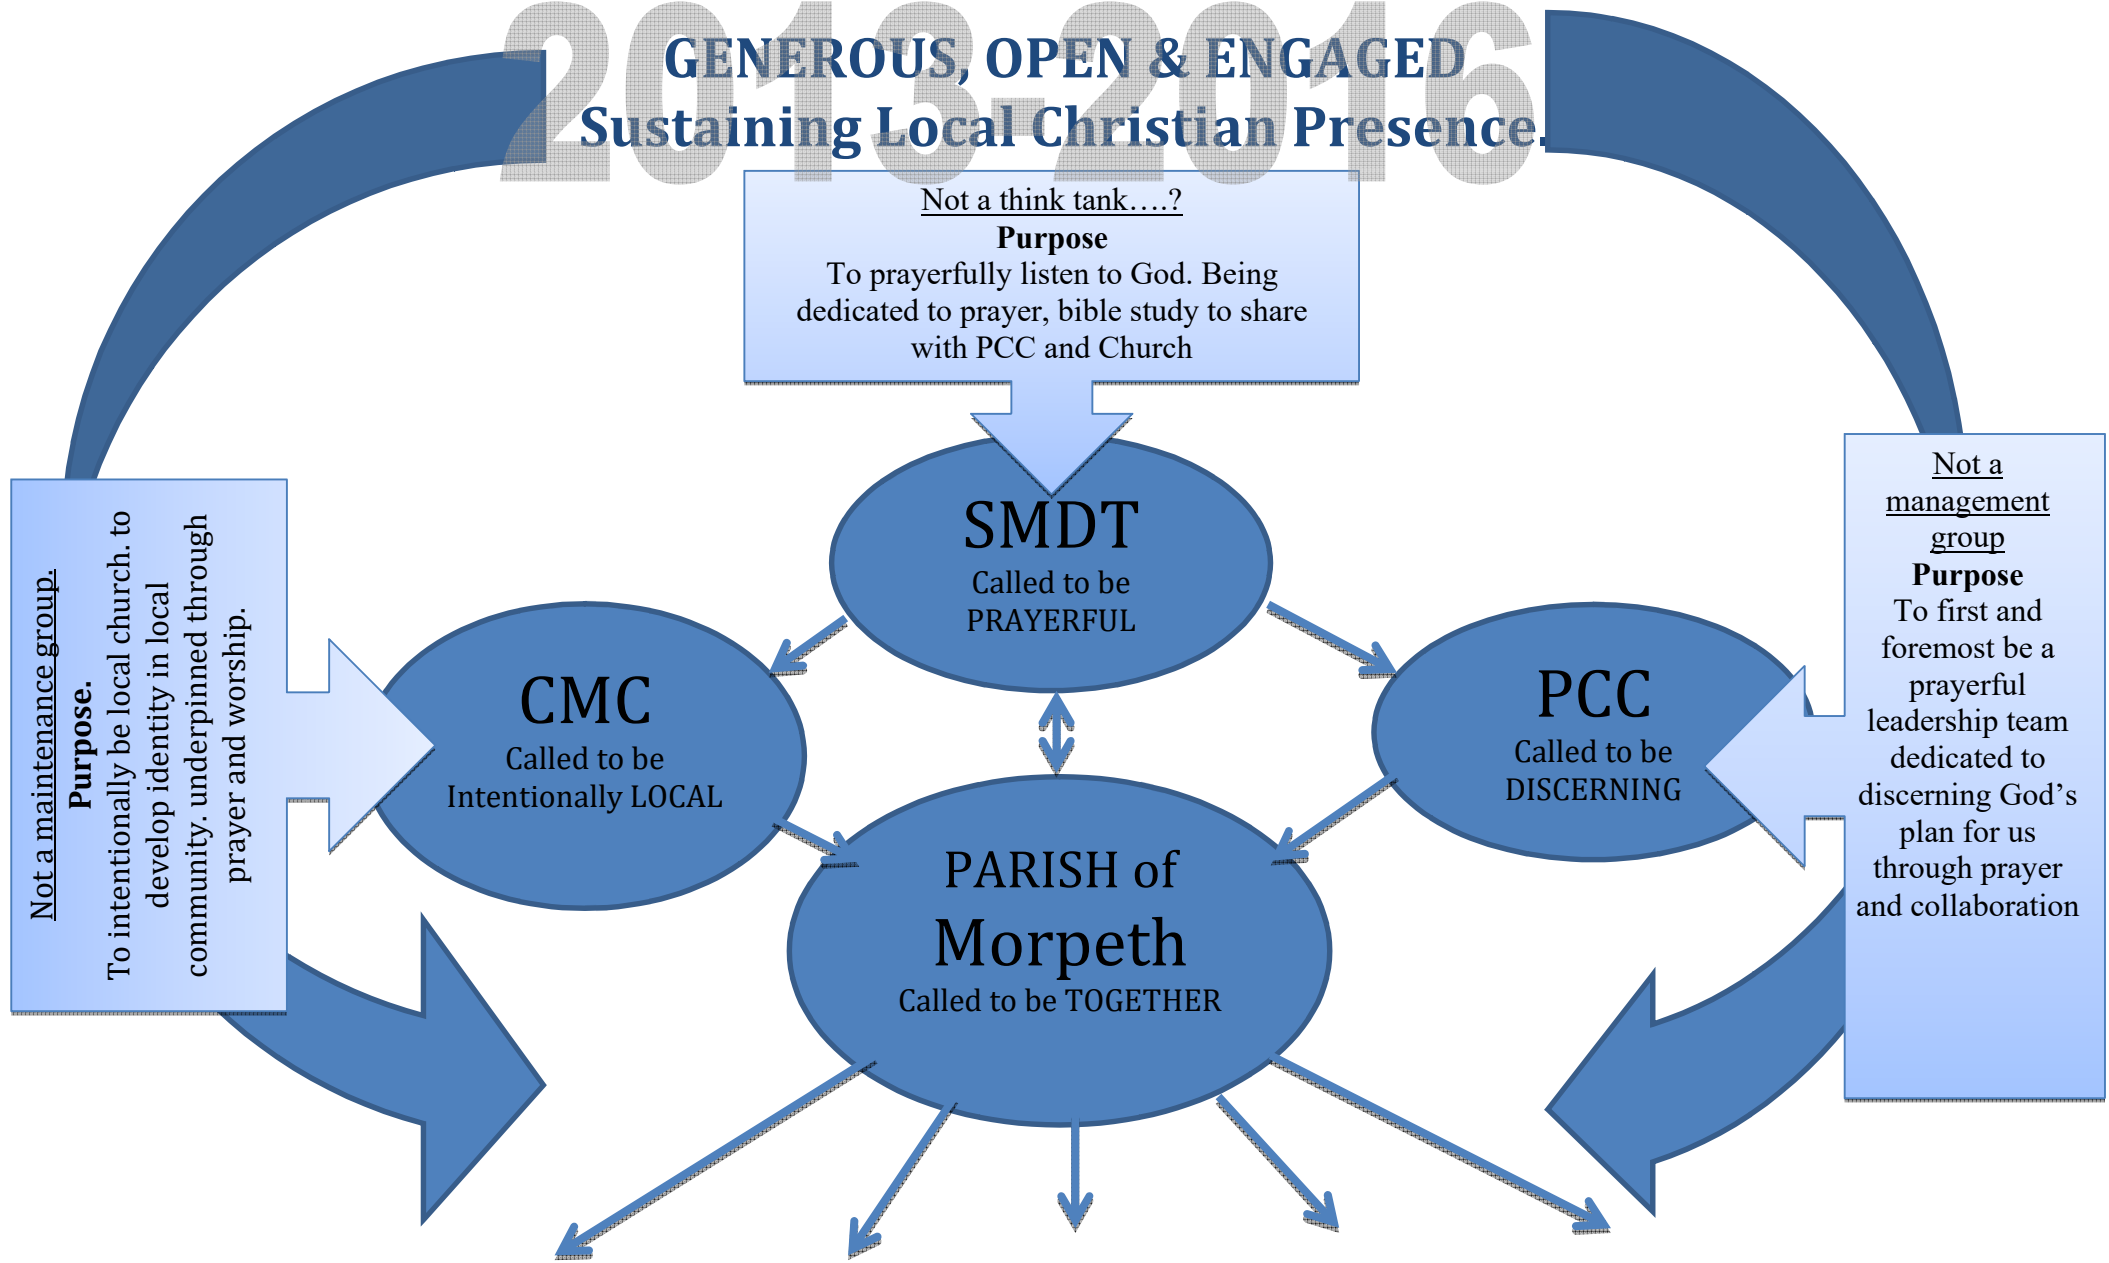 2013-2016
GENEROUS, OPEN & ENGAGED
Sustaining Local Christian Presence.
Not a think tank….?
Purpose
To prayerfully listen to God. Being
dedicated to prayer, bible study to share
with PCC and Church
SMDT
Called to be
PRAYERFUL
Not a maintenance group.
Purpose.
To intentionally be local church. to
develop identity in local
community. underpinned through
prayer and worship.
CMC
Called to be
Intentionally LOCAL
PCC
Called to be
DISCERNING
Not a
management
group
Purpose
To first and
foremost be a
prayerful
leadership team
dedicated to
discerning God’s
plan for us
through prayer
and collaboration
PARISH of
Morpeth
Called to be TOGETHER